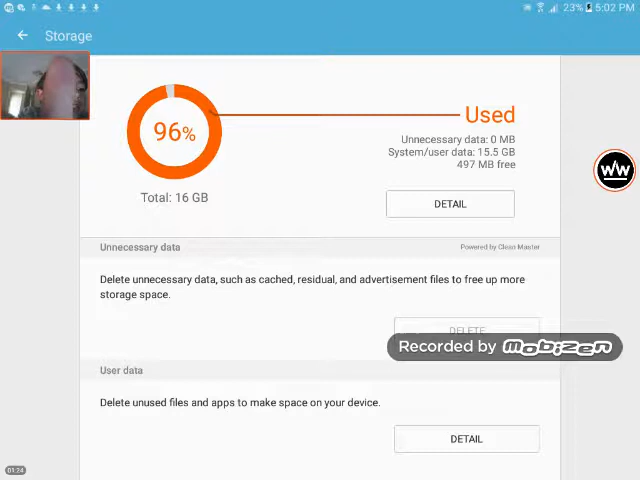 23% 5:02 PM
Storage
96%
Total: 16 GB
Used
Unnecessary data: 0 MB
System/user data: 15.5 GB
497 MB free
DETAIL
Unnecessary data
Powered by Clean Master
Delete unnecessary data, such as cached, residual, and advertisement files to free up more
storage space.
DELETE
Recorded by mobizen
User data
Delete unused files and apps to make space on your device.
DETAIL
01:24